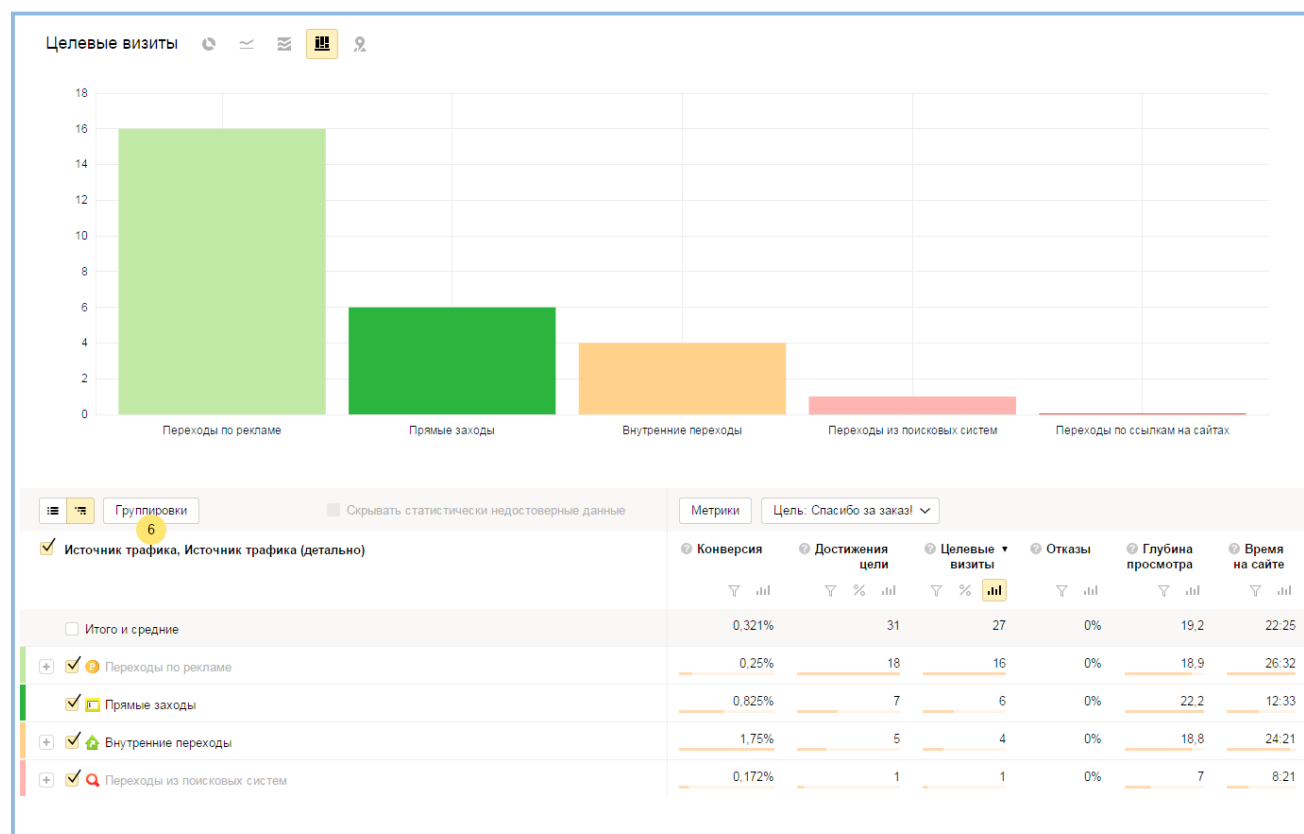 Целевые визиты
18
16
14
12
10
8
6
4
2
0
Переходы по рекламе Прямые заходы Внутренние переходы Переходы из поисковых систем Переходы по ссылкам на сайтах
Группировки Скрывать статистически недостоверные данные Метрики Цель: Спасибо за заказ!
6
Источник трафика, Источник трафика (детально) Конверсия Достижения цели Целевые визиты Отказы Глубина просмотра Время на сайте
% %
Итого и средние 0,321% 31 27 0% 19,2 22:25
Переходы по рекламе 0,25% 18 16 0% 18,9 26:32
Прямые заходы 0,825% 7 6 0% 22,2 12:33
Внутренние переходы 1,75% 5 4 0% 18,8 24:21
Переходы из поисковых систем 0,172% 1 1 0% 7 8:21